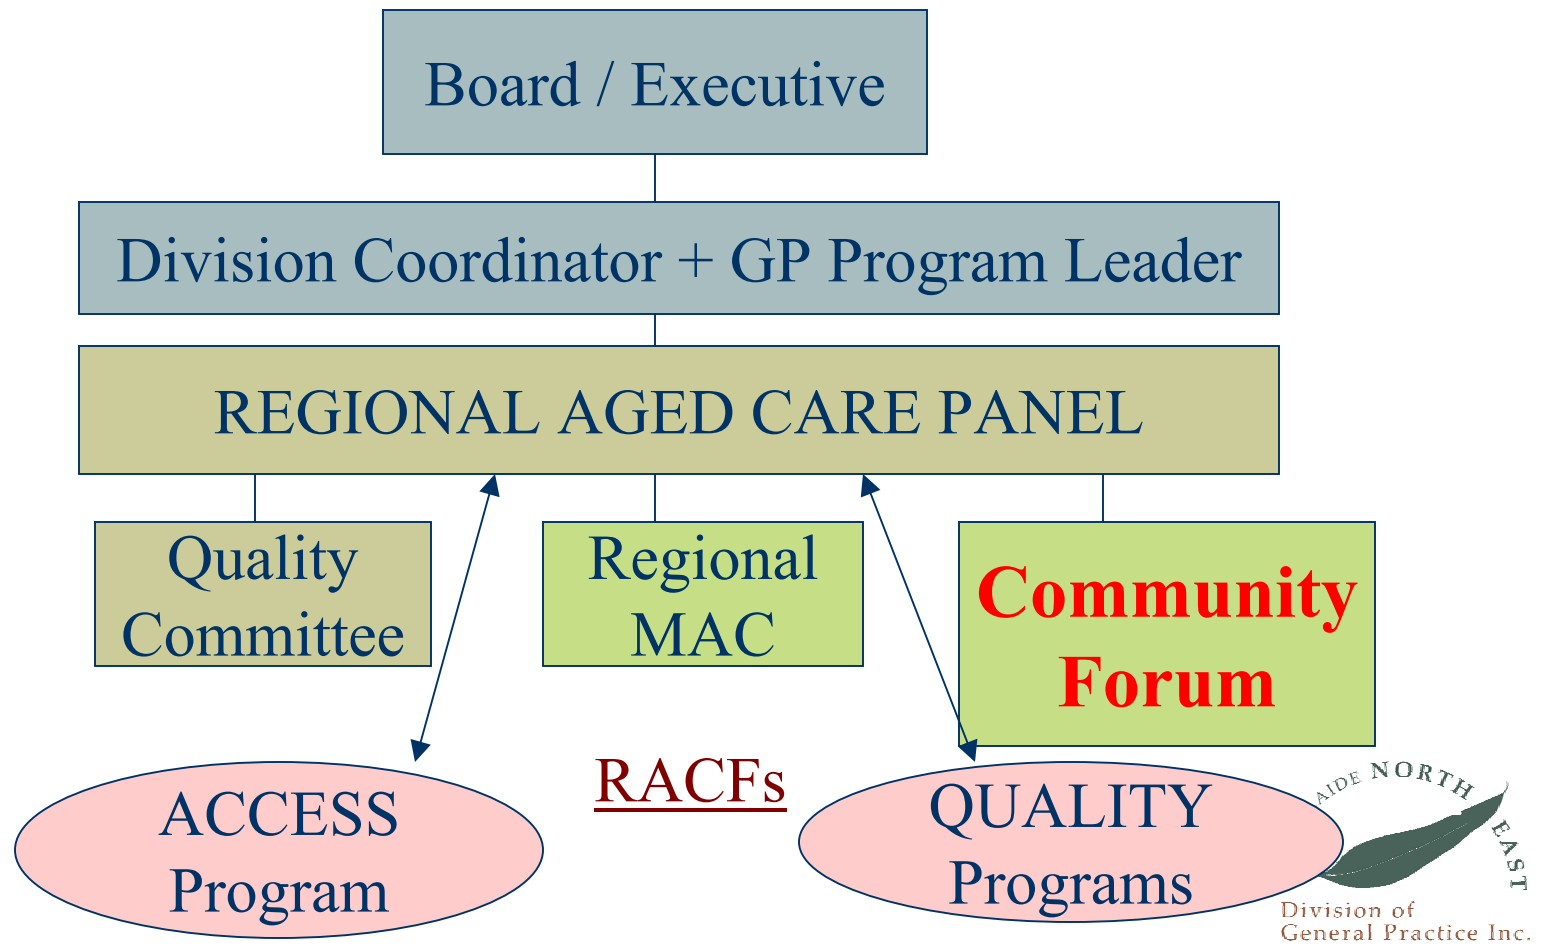 Board / Executive
Division Coordinator + GP Program Leader
REGIONAL AGED CARE PANEL
Quality
Committee
Regional
MAC
Community
Forum
RACFs
ACCESS
Program
QUALITY
Programs
AIDE NORTH EAST
Division of
General Practice Inc.